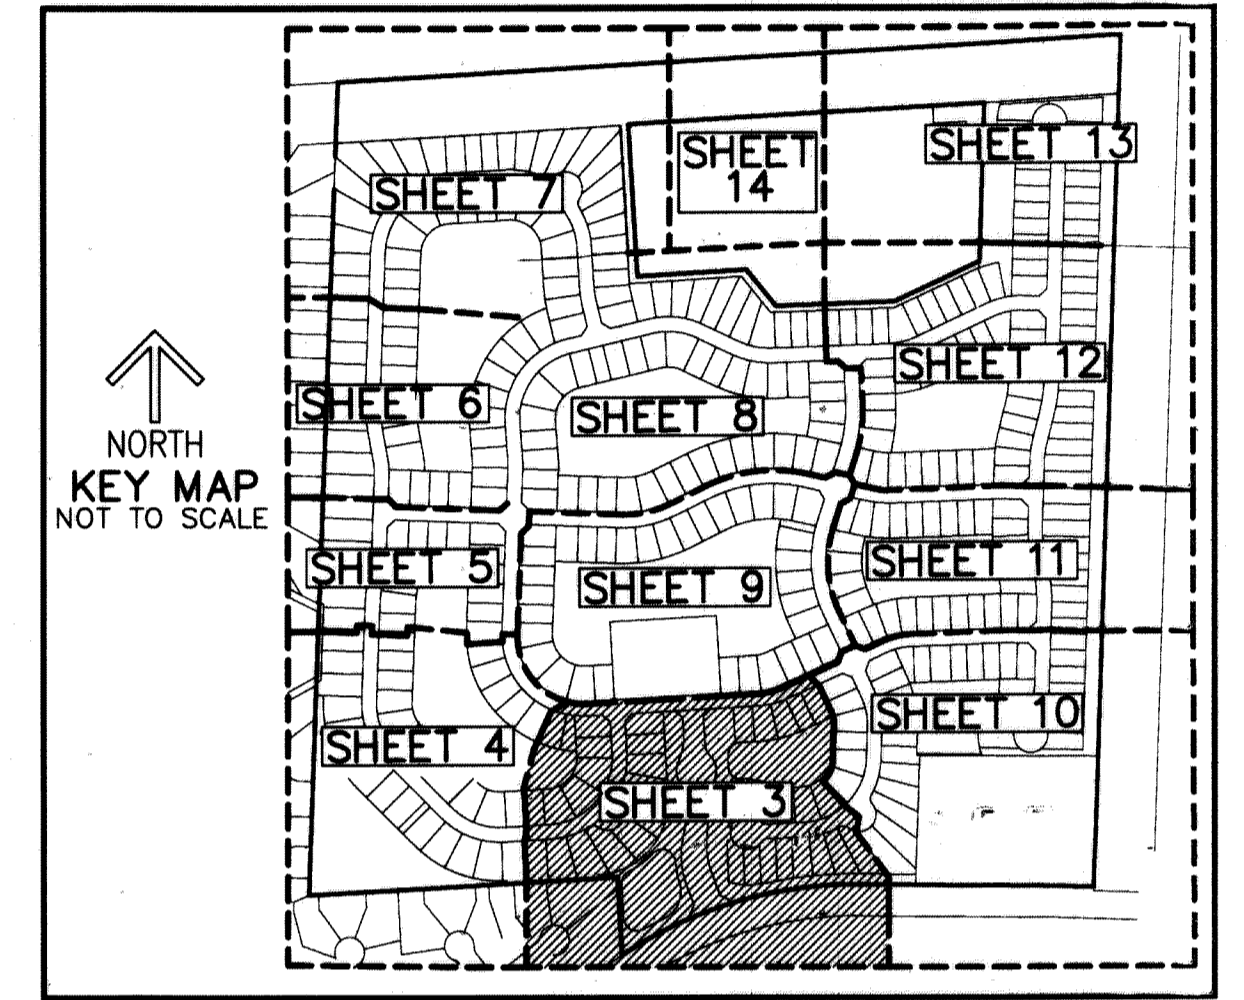 SHEET 13
SHEET
14
SHEET 7
SHEET 12
SHEET 6
SHEET 8
NORTH
KEY MAP
NOT TO SCALE
SHEET 5
SHEET 9
SHEET 11
SHEET 4
SHEET 10
SHEET 3